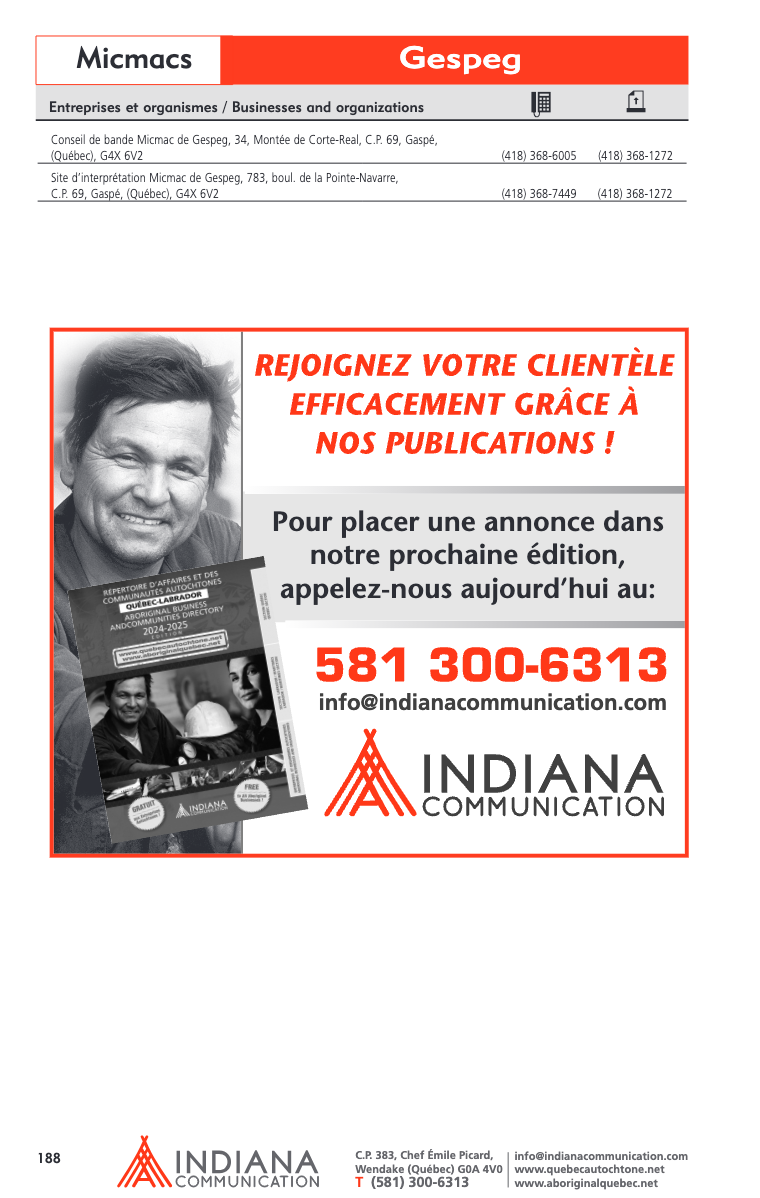 Micmacs
Gespeg
Entreprises et organismes / Businesses and organizations
Conseil de bande Micmac de Gespeg, 34, Montée de Corte-Real, C.P. 69, Gaspé,
(Québec), G4X 6V2 (418) 368-6005 (418) 368-1272
Site d'interprétation Micmac de Gespeg, 783, boul. de la Pointe-Navarre,
C.P. 69, Gaspé, (Québec), G4X 6V2 (418) 368-7449 (418) 368-1272
REJOIGNEZ VOTRE CLIENTÈLE
EFFICACEMENT GRÂCE À
NOS PUBLICATIONS !
Pour placer une annonce dans
notre prochaine édition,
appelez-nous aujourd'hui au:
581 300-6313
info@indianacommunication.com
INDIANA
COMMUNICATION
RÉPERTOIRE D'AFFAIRES ET DES
COMMUNAUTÉS AUTOCHTONES
QUÉBEC-LABRADOR
ABORIGINAL BUSINESS
ANDCOMMUNITIES DIRECTORY
2024-2025
ÉDITION
www.quebecautochtone.net
www.aboriginalquebec.net
GRATUIT
FREE
INDIANA
COMMUNICATION
188
INDIANA
COMMUNICATION
C.P. 383, Chef Émile Picard,
Wendake (Québec) G0A 4V0
T (581) 300-6313
info@indianacommunication.com
www.quebecautochtone.net
www.aboriginalquebec.net